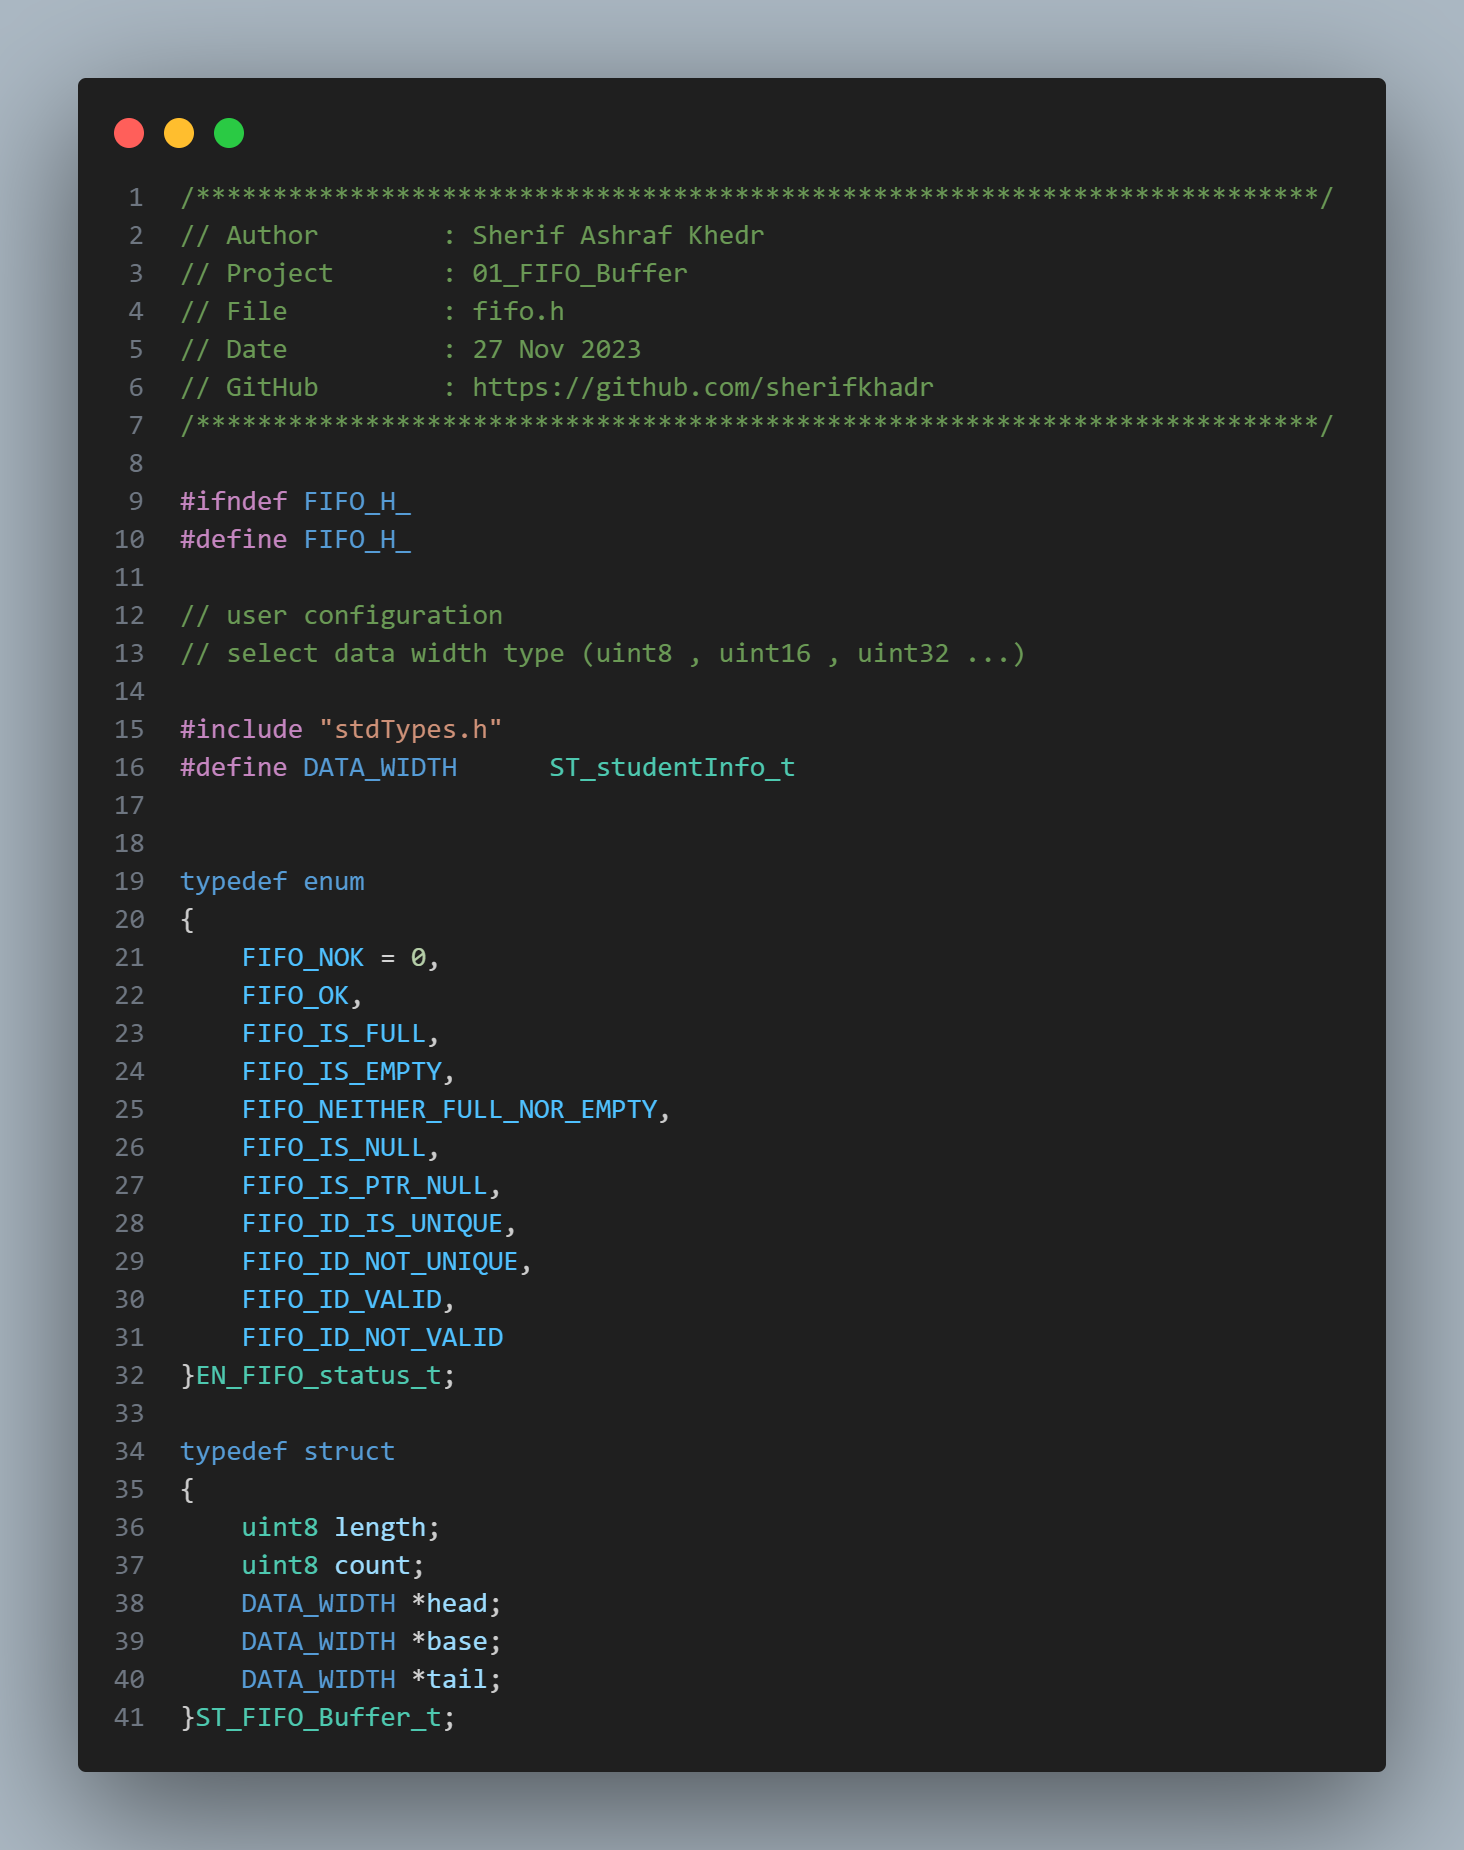 1 /*************************************************************************/
2 // Author        : Sherif Ashraf Khedr
3 // Project       : 01_FIFO_Buffer
4 // File          : fifo.h
5 // Date          : 27 Nov 2023
6 // GitHub        : https://github.com/sherifkhadr
7 /*************************************************************************/
8
9 #ifndef FIFO_H_
10 #define FIFO_H_
11
12 // user configuration
13 // select data width type (uint8 , uint16 , uint32 ...)
14
15 #include "stdTypes.h"
16 #define DATA_WIDTH      ST_studentInfo_t
17
18
19 typedef enum
20 {
21     FIFO_NOK = 0,
22     FIFO_OK,
23     FIFO_IS_FULL,
24     FIFO_IS_EMPTY,
25     FIFO_NEITHER_FULL_NOR_EMPTY,
26     FIFO_IS_NULL,
27     FIFO_IS_PTR_NULL,
28     FIFO_ID_IS_UNIQUE,
29     FIFO_ID_NOT_UNIQUE,
30     FIFO_ID_VALID,
31     FIFO_ID_NOT_VALID
32 }EN_FIFO_status_t;
33
34 typedef struct
35 {
36     uint8 length;
37     uint8 count;
38     DATA_WIDTH *head;
39     DATA_WIDTH *base;
40     DATA_WIDTH *tail;
41 }ST_FIFO_Buffer_t;